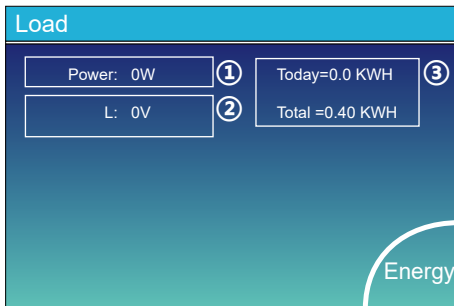 Load
Power: 0W
①
L: 0V
②
Today=0.0 KWH
③
Total =0.40 KWH
Energy